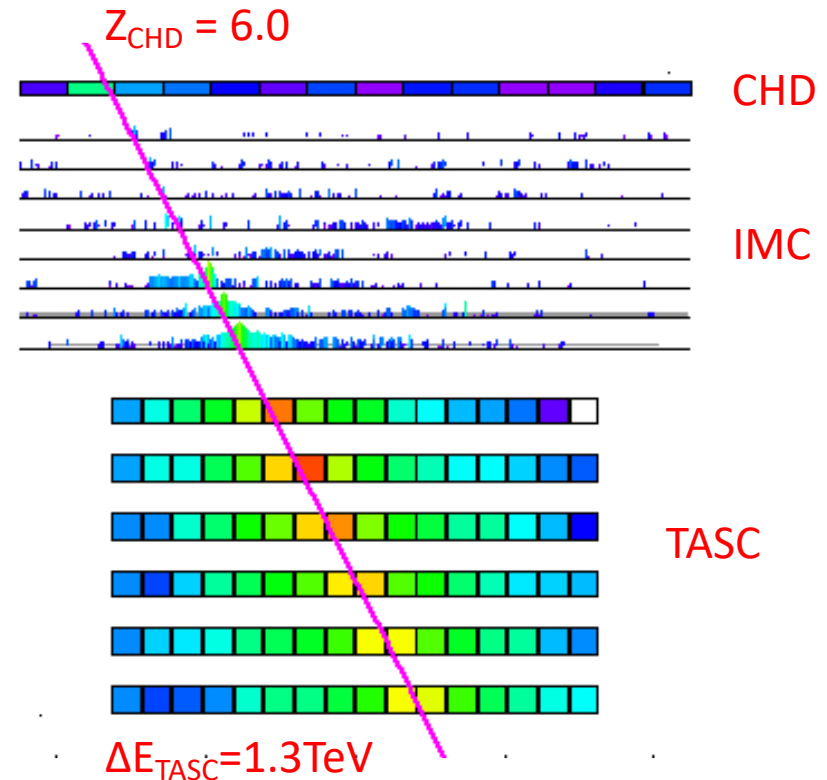 Z_CHD = 6.0
CHD
IMC
TASC
ΔE_TASC=1.3TeV